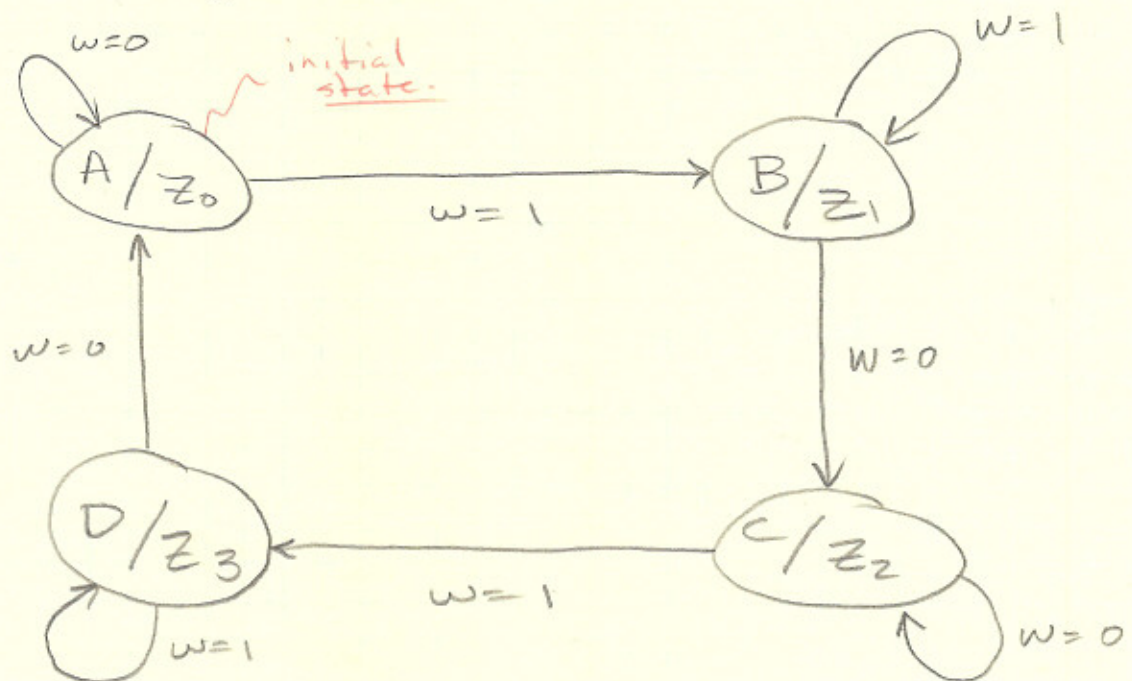 w=0
initial
state.
w=1
A/z₀
B/z₁
w=1
w=0
w=0
D/z₃
C/z₂
w=1
w=1
w=0